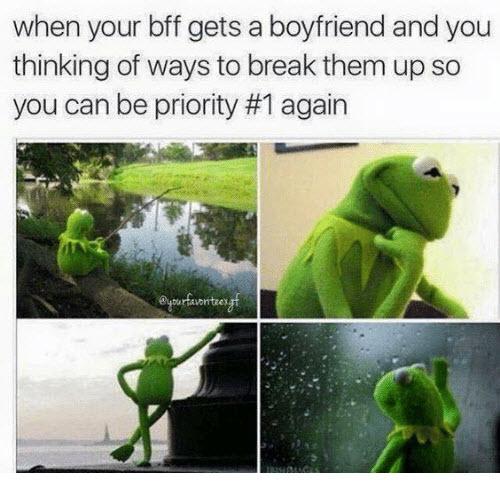 when your bff gets a boyfriend and you
thinking of ways to break them up so
you can be priority #1 again
@yourfavoriteexgf